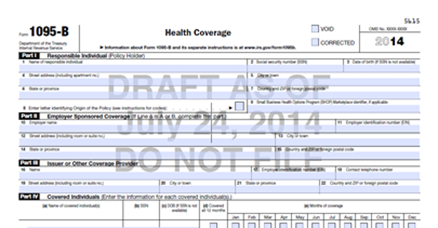 5615
Form 1095-B
Department of the Treasury
Internal Revenue Service
Health Coverage
▶ Information about Form 1095-B and its separate instructions is at www.irs.gov/form1095b.
VOID
CORRECTED
OMB No. XXXX-XXXX
2014
Part I Responsible Individual (Policy Holder)
1 Name of responsible individual
2 Social security number (SSN)
3 Date of birth (If SSN is not available)
4 Street address (including apartment no.)
5 City or town
6 State or province
7 Country and ZIP or foreign postal code
8 Enter letter identifying Origin of the Policy (see instructions for codes):
9 Small Business Health Options Program (SHOP) Marketplace identifier, if applicable
DRAFT AS OF
July 24, 2014
DO NOT FILE
Part II Employer Sponsored Coverage (If Line 8 is A or B, complete this part.)
10 Employer name
11 Employer identification number (EIN)
12 Street address (including room or suite no.)
13 City or town
14 State or province
15 Country and ZIP or foreign postal code
Part III Issuer or Other Coverage Provider
16 Name
17 Employer identification number (EIN)
18 Contact telephone number
19 Street address (including room or suite no.)
20 City or town
21 State or province
22 Country and ZIP or foreign postal code
Part IV Covered Individuals (Enter the information for each covered individual(s).)
(a) Name of covered individual(s)
(b) SSN
(c) DOB (If SSN is not available)
(d) Covered all 12 months
(e) Months of coverage
Jan Feb Mar Apr May Jun Jul Aug Sep Oct Nov Dec